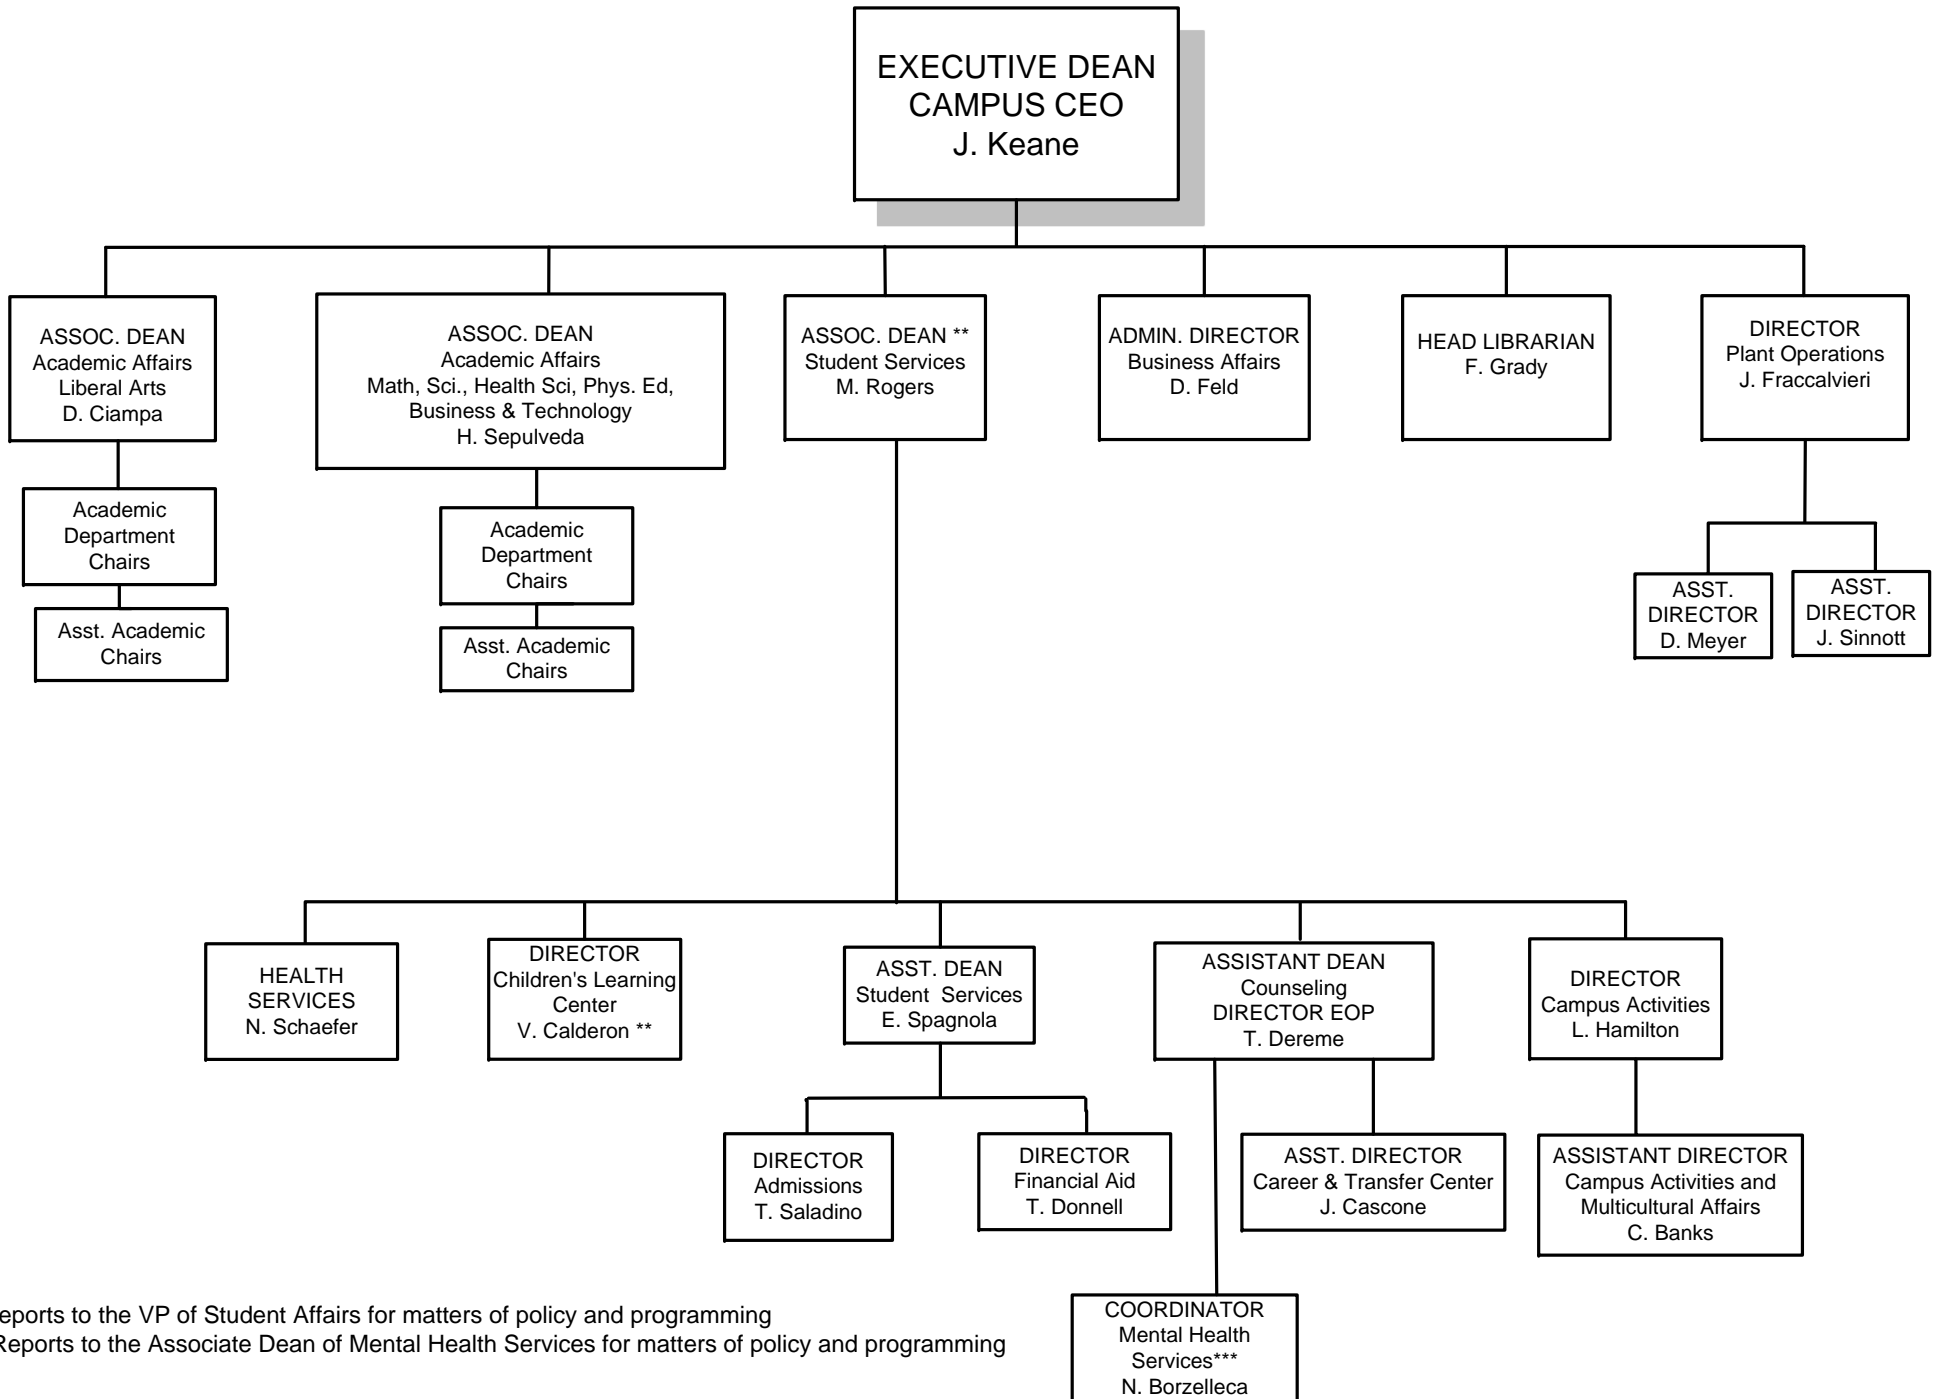 EXECUTIVE DEAN
CAMPUS CEO
J. Keane
ASSOC. DEAN
Academic Affairs
Liberal Arts
D. Ciampa
ASSOC. DEAN
Academic Affairs
Math, Sci., Health Sci, Phys. Ed,
Business & Technology
H. Sepulveda
ASSOC. DEAN **
Student Services
M. Rogers
ADMIN. DIRECTOR
Business Affairs
D. Feld
HEAD LIBRARIAN
F. Grady
DIRECTOR
Plant Operations
J. Fraccalvieri
Academic
Department
Chairs
Asst. Academic
Chairs
Academic
Department
Chairs
Asst. Academic
Chairs
ASST.
DIRECTOR
D. Meyer
ASST.
DIRECTOR
J. Sinnott
HEALTH
SERVICES
N. Schaefer
DIRECTOR
Children's Learning
Center
V. Calderon **
ASST. DEAN
Student Services
E. Spagnola
ASSISTANT DEAN
Counseling
DIRECTOR EOP
T. Dereme
DIRECTOR
Campus Activities
L. Hamilton
DIRECTOR
Admissions
T. Saladino
DIRECTOR
Financial Aid
T. Donnell
ASST. DIRECTOR
Career & Transfer Center
J. Cascone
ASSISTANT DIRECTOR
Campus Activities and
Multicultural Affairs
C. Banks
COORDINATOR
Mental Health
Services***
N. Borzelleca
eports to the VP of Student Affairs for matters of policy and programming
Reports to the Associate Dean of Mental Health Services for matters of policy and programming